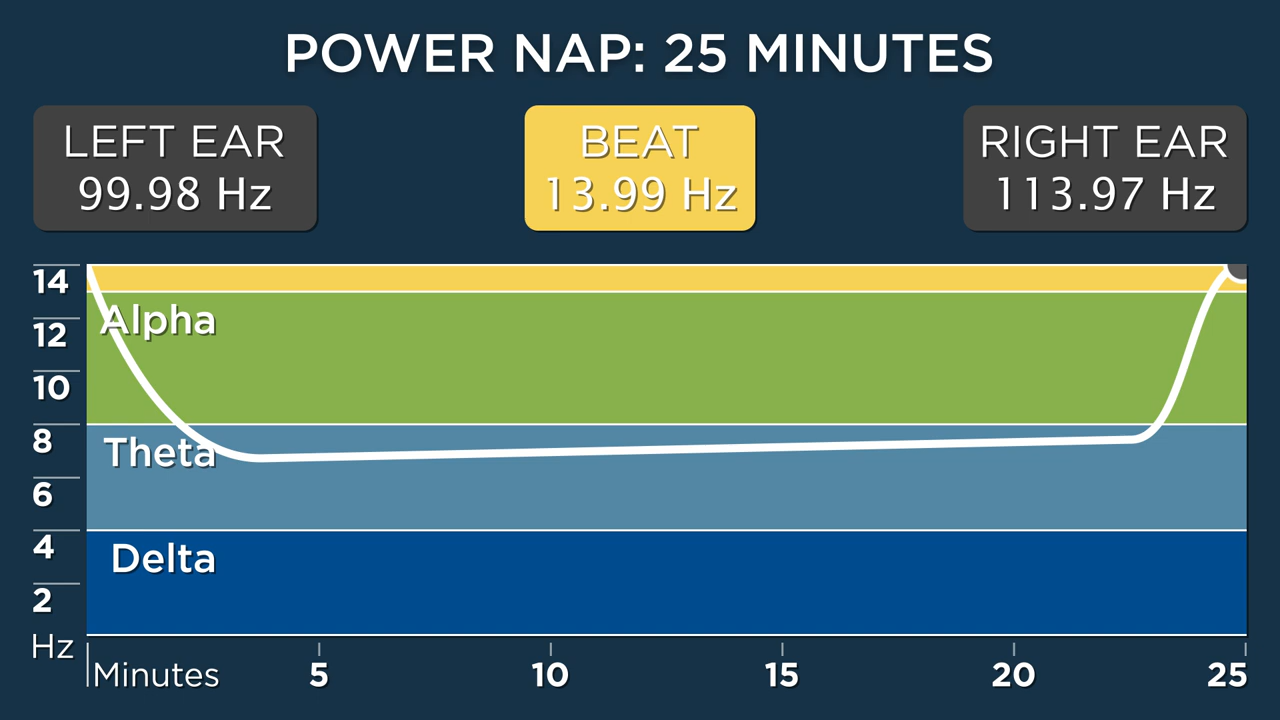 POWER NAP: 25 MINUTES
LEFT EAR
99.98 Hz
BEAT
13.99 Hz
RIGHT EAR
113.97 Hz
14
12
10
8
6
4
2
Hz
Alpha
Theta
Delta
Minutes
5
10
15
20
25